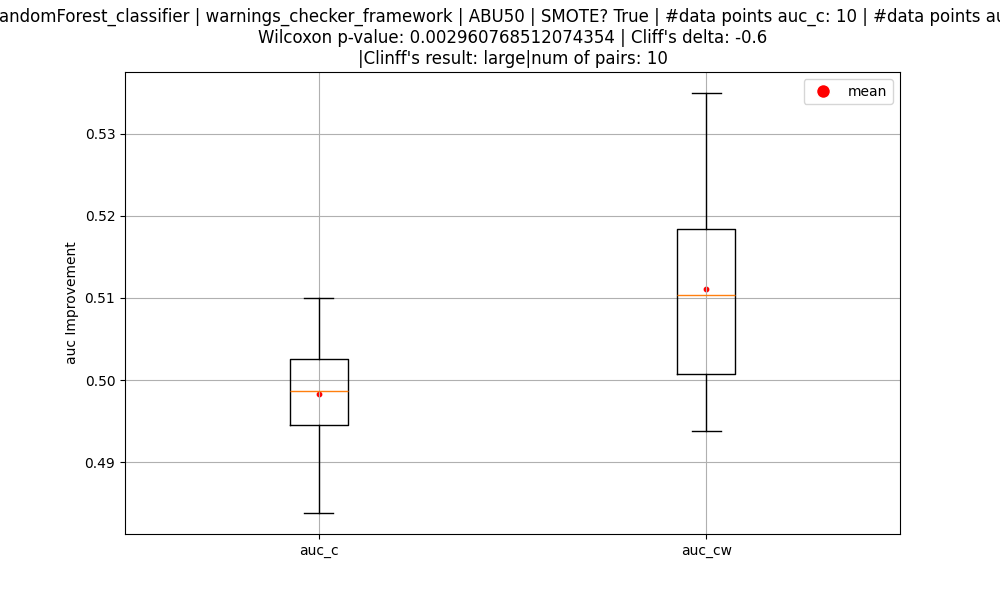 andomForest_classifier | warnings_checker_framework | ABU50 | SMOTE? True | #data points auc_c: 10 | #data points au
Wilcoxon p-value: 0.002960768512074354 | Cliff's delta: -0.6
|Clinff's result: large|num of pairs: 10
mean
0.53
0.52
0.51
0.50
0.49
auc Improvement
auc_c
auc_cw